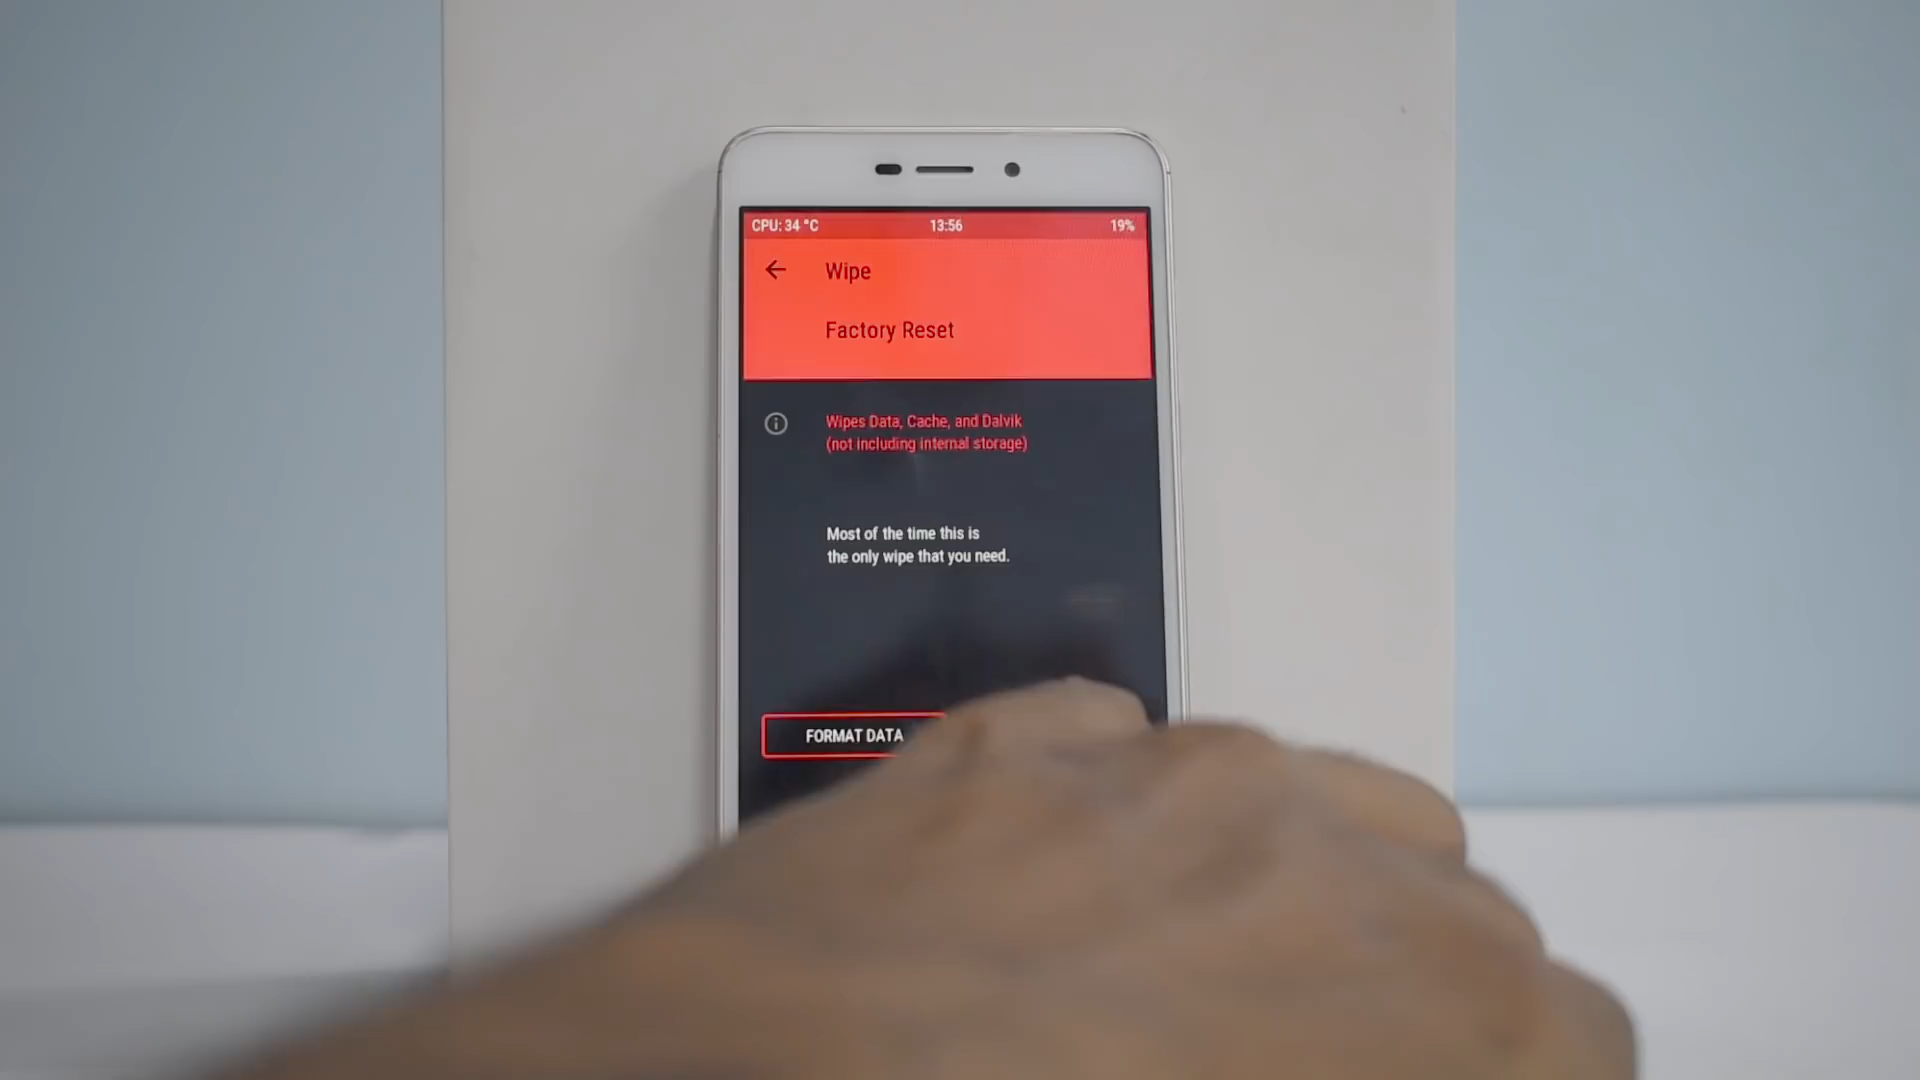 CPU: 34 °C 13:56 19%
Wipe
Factory Reset
Wipes Data, Cache, and Dalvik
(not including internal storage)
Most of the time this is
the only wipe that you need.
FORMAT DATA